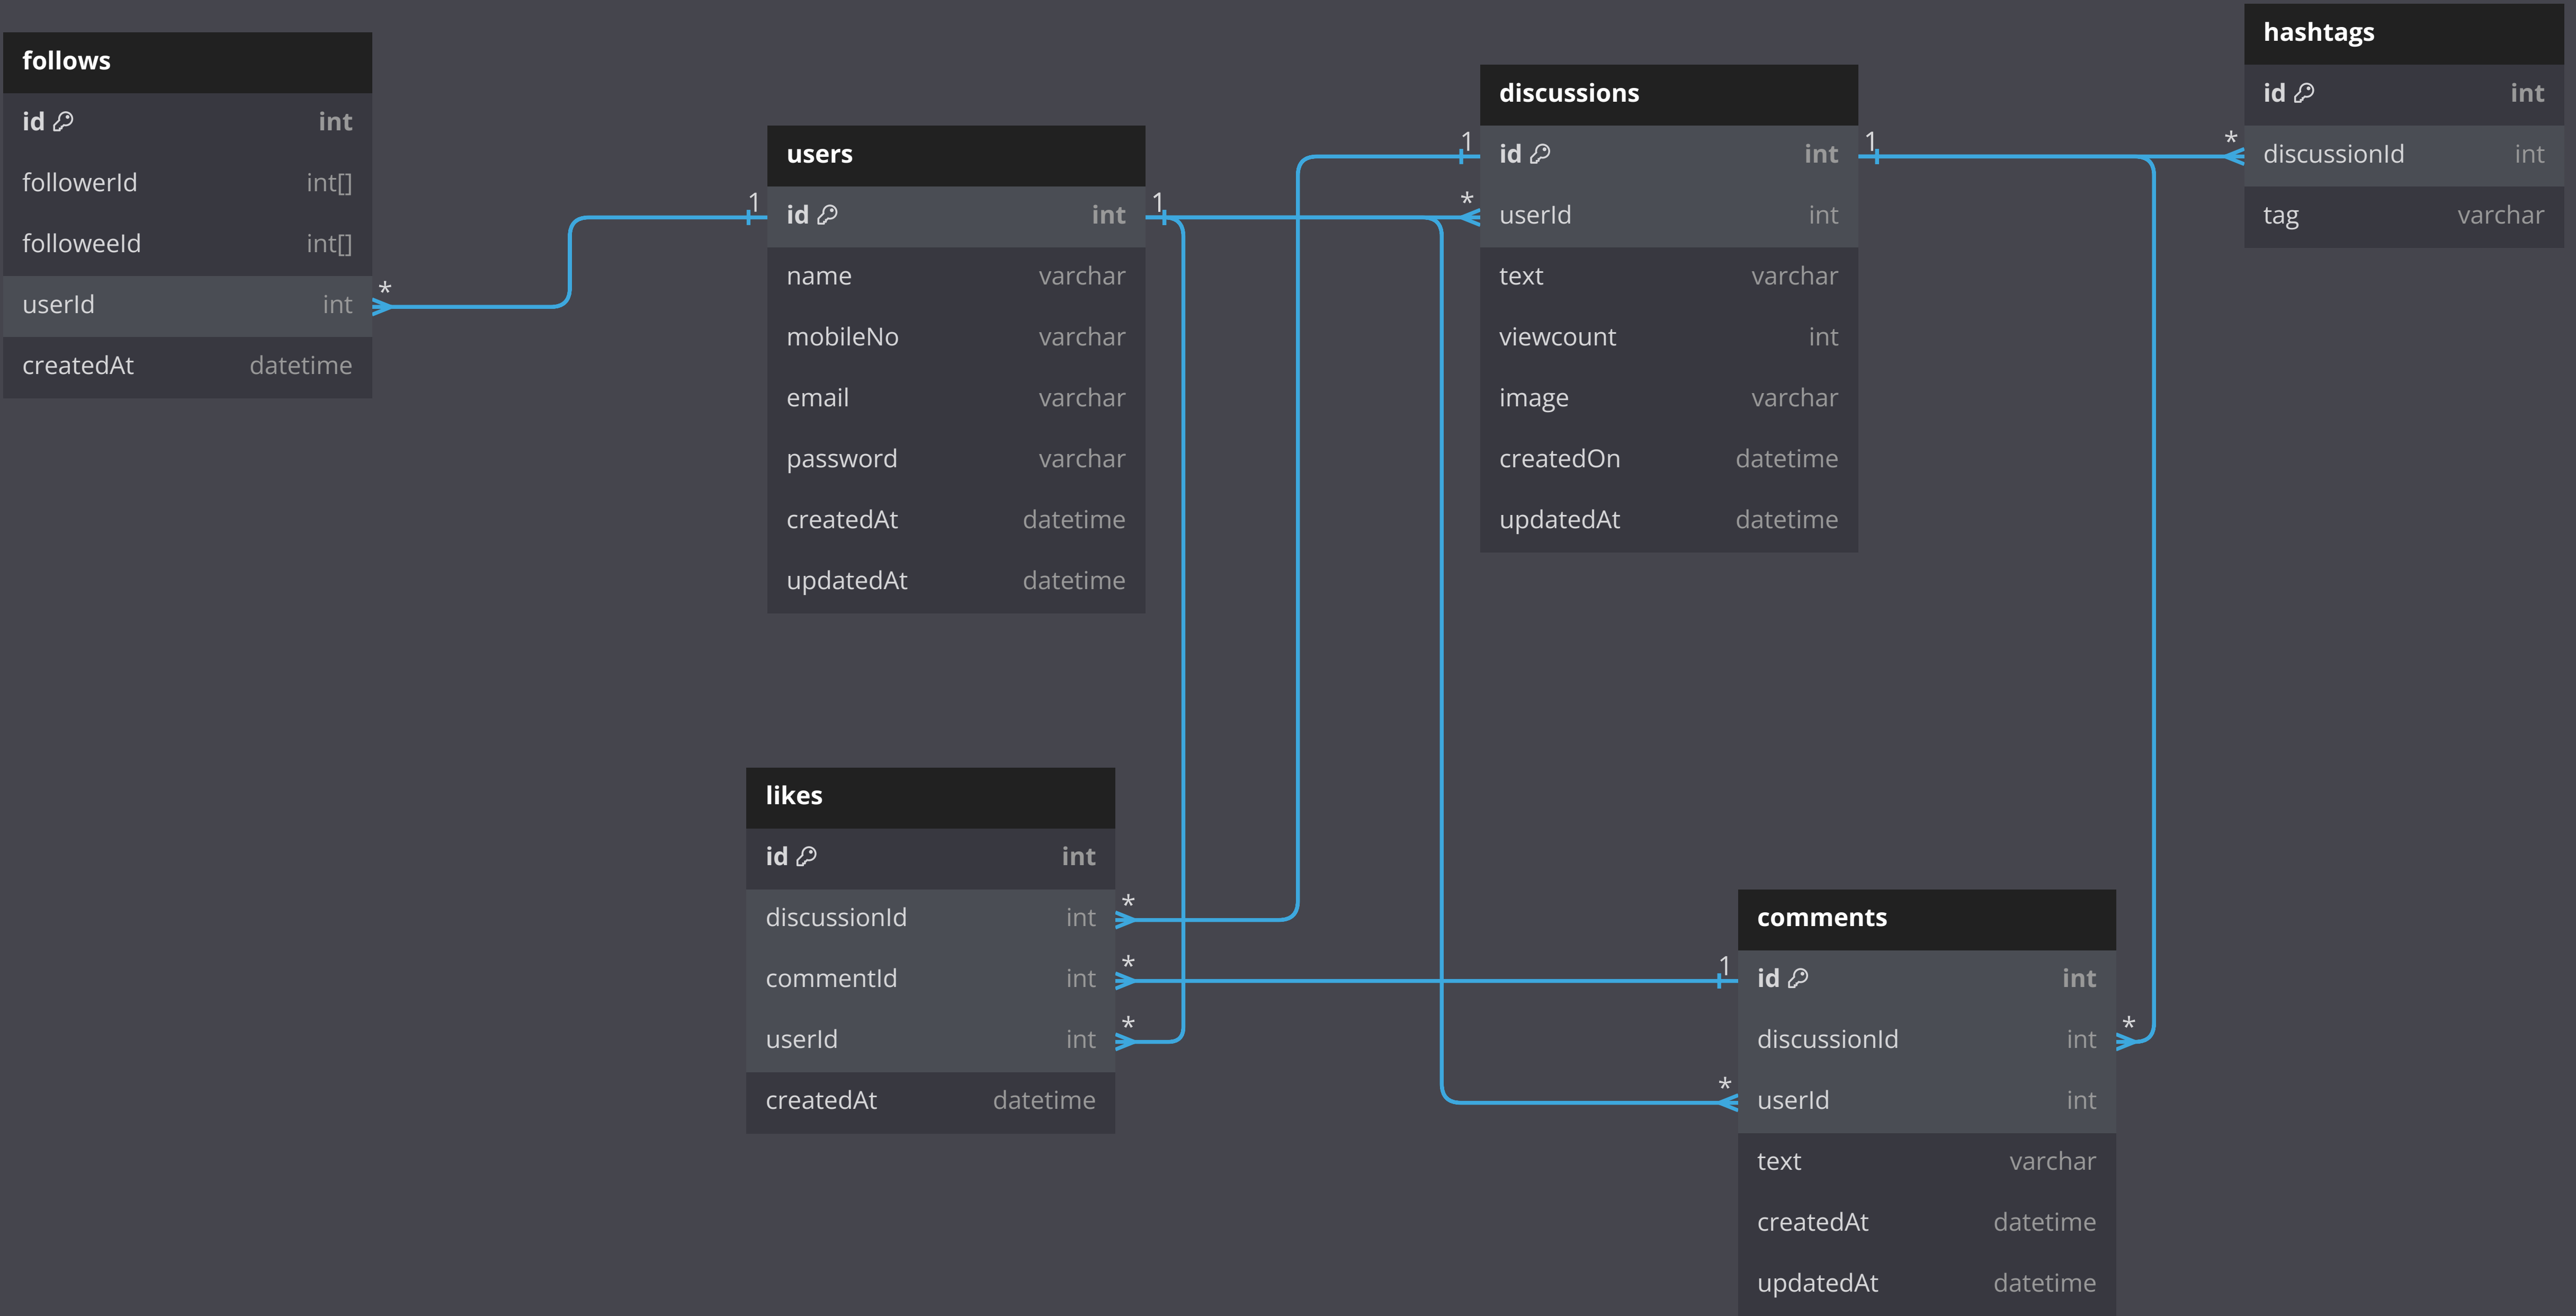 follows
id int
followerId int[]
followeeId int[]
userId int
createdAt datetime
*
1
users
id int
name varchar
mobileNo varchar
email varchar
password varchar
createdAt datetime
updatedAt datetime
1
1
*
discussions
id int
userId int
text varchar
viewcount int
image varchar
createdOn datetime
updatedAt datetime
1
*
hashtags
id int
discussionId int
tag varchar
likes
id int
discussionId int
commentId int
userId int
createdAt datetime
*
*
*
1
*
comments
id int
discussionId int
userId int
text varchar
createdAt datetime
updatedAt datetime
*